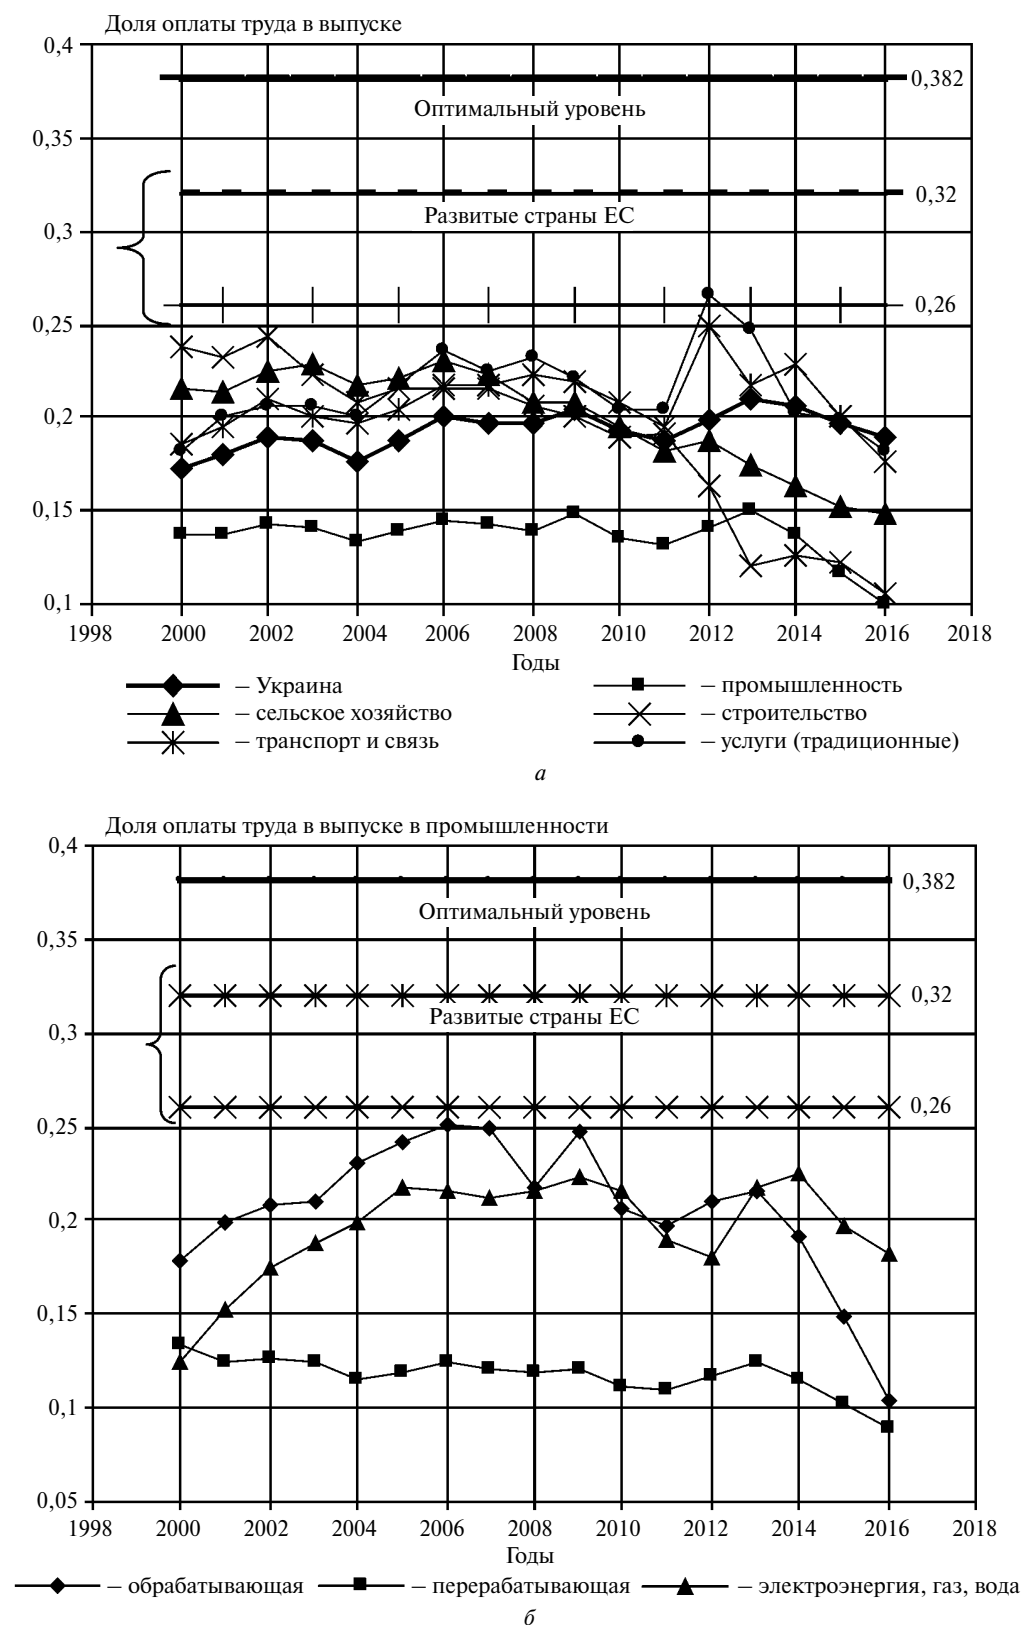 Доля оплаты труда в выпуске
0,4
0,382
Оптимальный уровень
0,35
0,32
Развитые страны ЕС
0,3
0,26
0,25
0,2
0,15
0,1
1998 2000 2002 2004 2006 2008 2010 2012 2014 2016 2018
Годы
– Украина – промышленность
– сельское хозяйство – строительство
– транспорт и связь – услуги (традиционные)
а
Доля оплаты труда в выпуске в промышленности
0,4
0,382
Оптимальный уровень
0,35
0,32
Развитые страны ЕС
0,3
0,26
0,25
0,2
0,15
0,1
0,05
1998 2000 2002 2004 2006 2008 2010 2012 2014 2016 2018
Годы
– обрабатывающая – перерабатывающая – электроэнергия, газ, вода
б